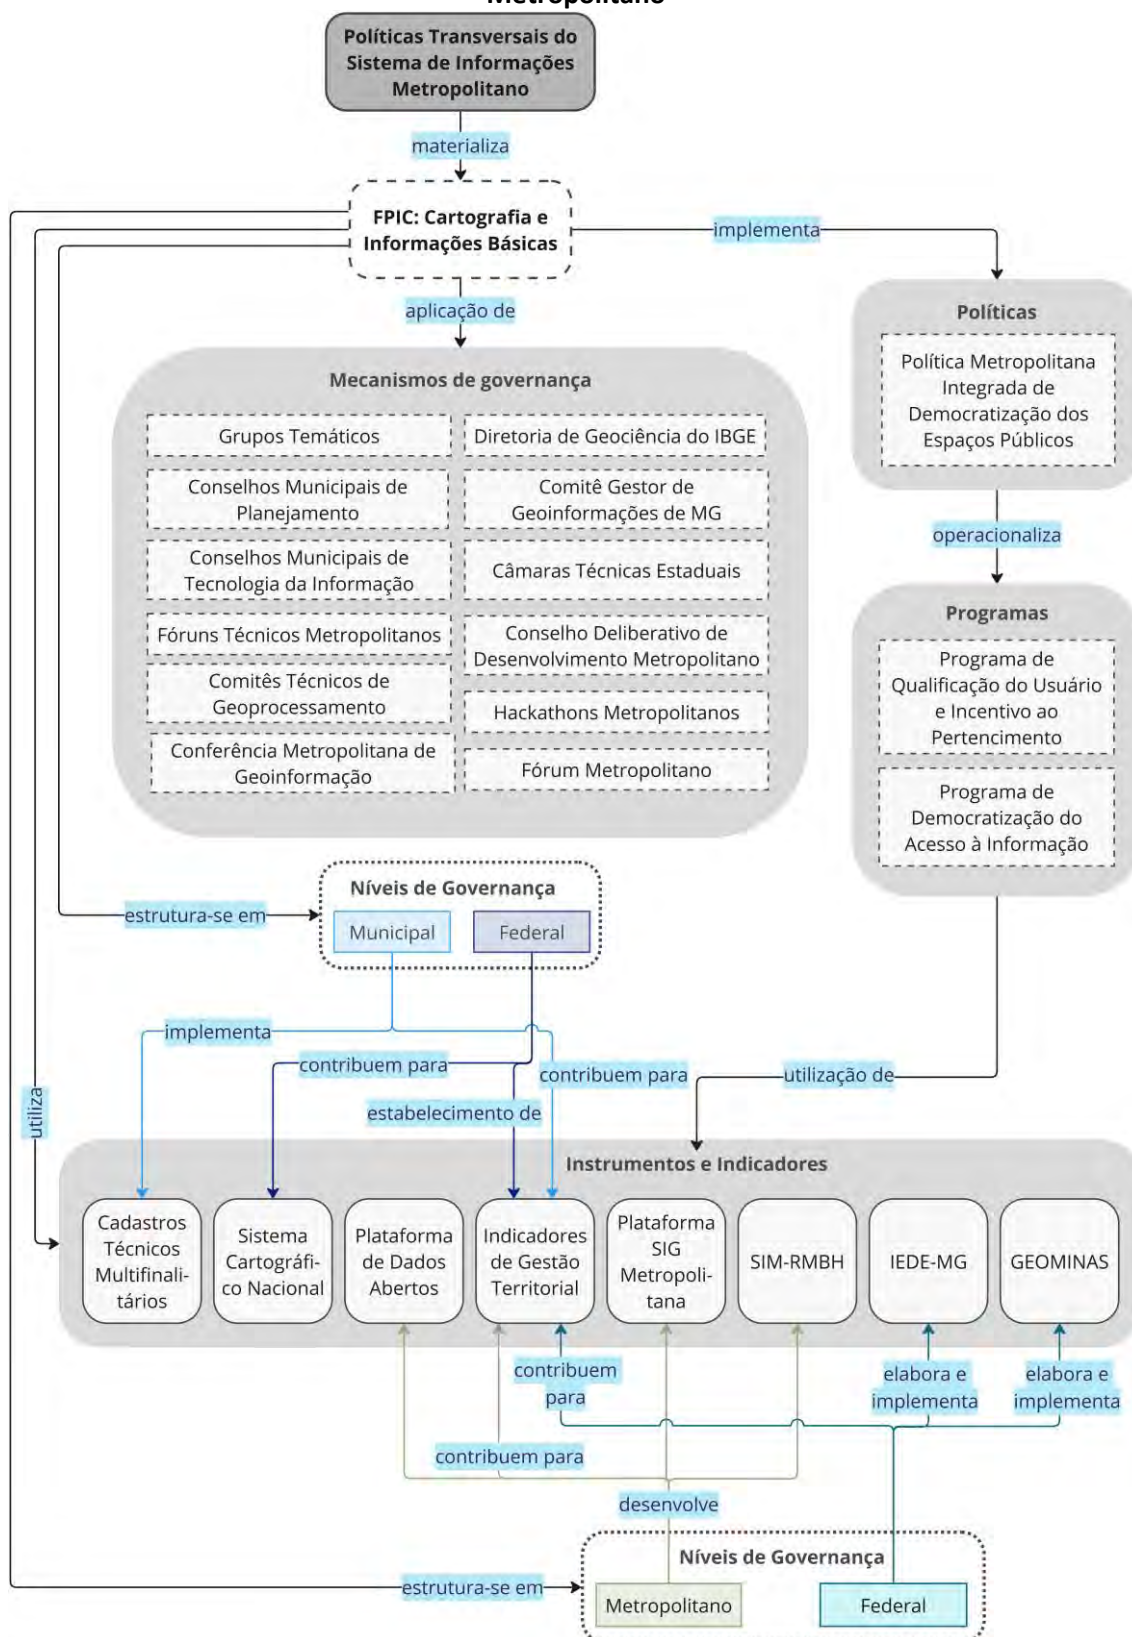 Metropolitano
Políticas Transversais do
Sistema de Informações
Metropolitano
materializa
FPIC: Cartografia e
Informações Básicas
implementa
aplicação de
Políticas
Política Metropolitana
Integrada de
Democratização dos
Espaços Públicos
Mecanismos de governança
Grupos Temáticos
Diretoria de Geociência do IBGE
Conselhos Municipais de
Planejamento
Comitê Gestor de
Geoinformações de MG
Conselhos Municipais de
Tecnologia da Informação
Câmaras Técnicas Estaduais
Fóruns Técnicos Metropolitanos
Conselho Deliberativo de
Desenvolvimento Metropolitano
Comitês Técnicos de
Geoprocessamento
Hackathons Metropolitanos
Conferência Metropolitana de
Geoinformação
Fórum Metropolitano
operacionaliza
Programas
Programa de
Qualificação do Usuário
e Incentivo ao
Pertencimento
Programa de
Democratização do
Acesso à Informação
estrutura-se em
Níveis de Governança
Municipal
Federal
implementa
contribuem para
contribuem para
utilização de
estabelecimento de
utiliza
Instrumentos e Indicadores
Cadastros
Técnicos
Multifinali-
tários
Sistema
Cartográfi-
co Nacional
Plataforma
de Dados
Abertos
Indicadores
de Gestão
Territorial
Plataforma
SIG
Metropoli-
tana
SIM-RMBH
IEDE-MG
GEOMINAS
contribuem
para
elabora e
implementa
elabora e
implementa
contribuem para
desenvolve
estrutura-se em
Níveis de Governança
Metropolitano
Federal